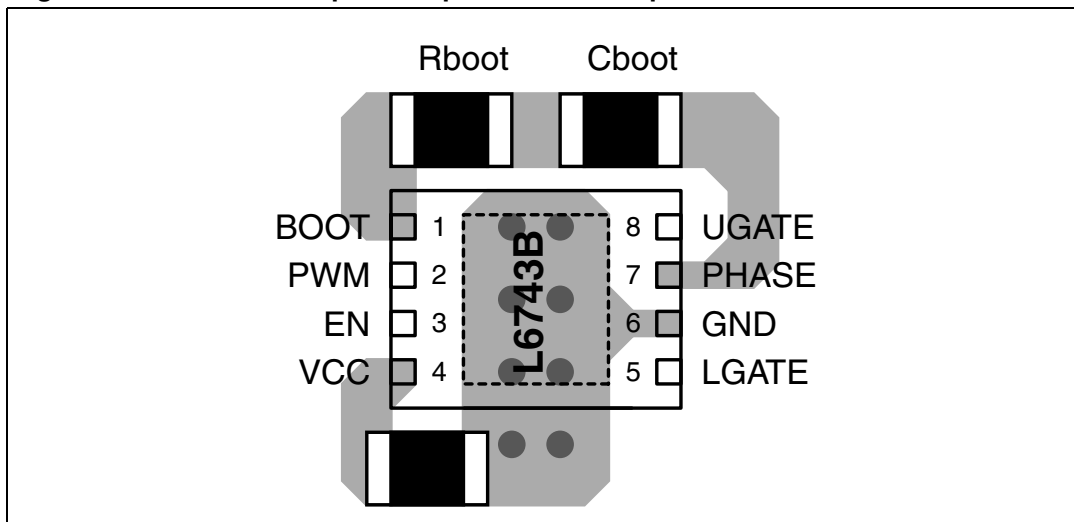 Rboot Cboot
BOOT 1 8 UGATE
PWM 2 7 PHASE
EN 3 6 GND
VCC 4 5 LGATE
L6743B